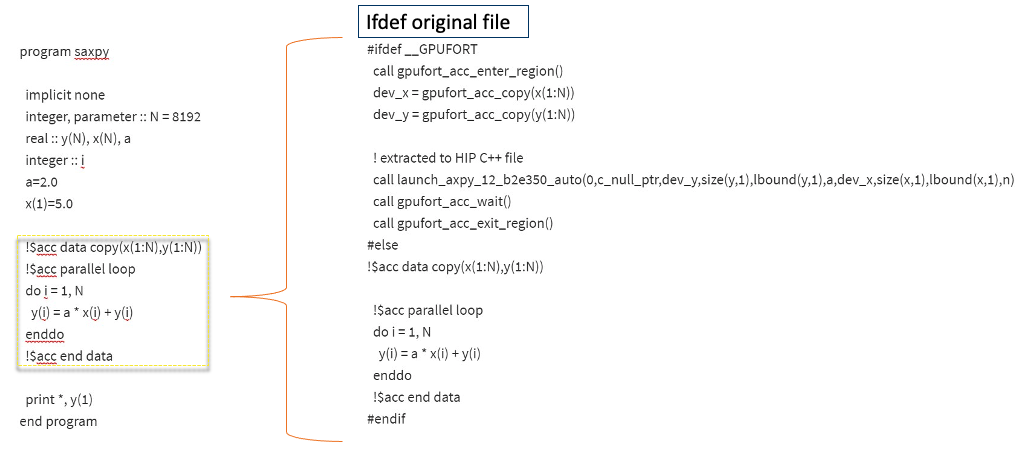 program saxpy
implicit none
integer, parameter :: N = 8192
real :: y(N), x(N), a
integer :: i
a=2.0
x(1)=5.0
!$acc data copy(x(1:N),y(1:N))
!$acc parallel loop
do i = 1, N
y(i) = a * x(i) + y(i)
enddo
!$acc end data
print *, y(1)
end program
Ifdef original file
#ifdef __GPUFORT
call gpufort_acc_enter_region()
dev_x = gpufort_acc_copy(x(1:N))
dev_y = gpufort_acc_copy(y(1:N))
! extracted to HIP C++ file
call launch_axpy_12_b2e350_auto(0,c_null_ptr,dev_y,size(y,1),lbound(y,1),a,dev_x,size(x,1),lbound(x,1),n)
call gpufort_acc_wait()
call gpufort_acc_exit_region()
#else
!$acc data copy(x(1:N),y(1:N))
!$acc parallel loop
do i = 1, N
y(i) = a * x(i) + y(i)
enddo
!$acc end data
#endif